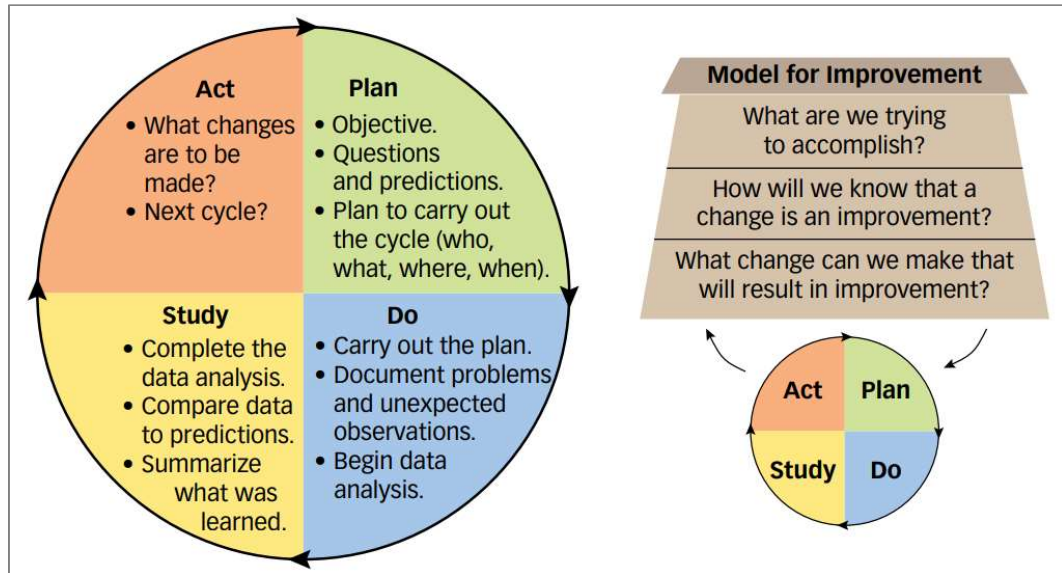 Act
• What changes
are to be
made?
• Next cycle?
Plan
• Objective.
• Questions
and predictions.
• Plan to carry out
the cycle (who,
what, where, when).
Study
• Complete the
data analysis.
• Compare data
to predictions.
• Summarize
what was
learned.
Do
• Carry out the plan.
• Document problems
and unexpected
observations.
• Begin data
analysis.
Model for Improvement
What are we trying
to accomplish?
How will we know that a
change is an improvement?
What change can we make that
will result in improvement?
Act
Plan
Study
Do